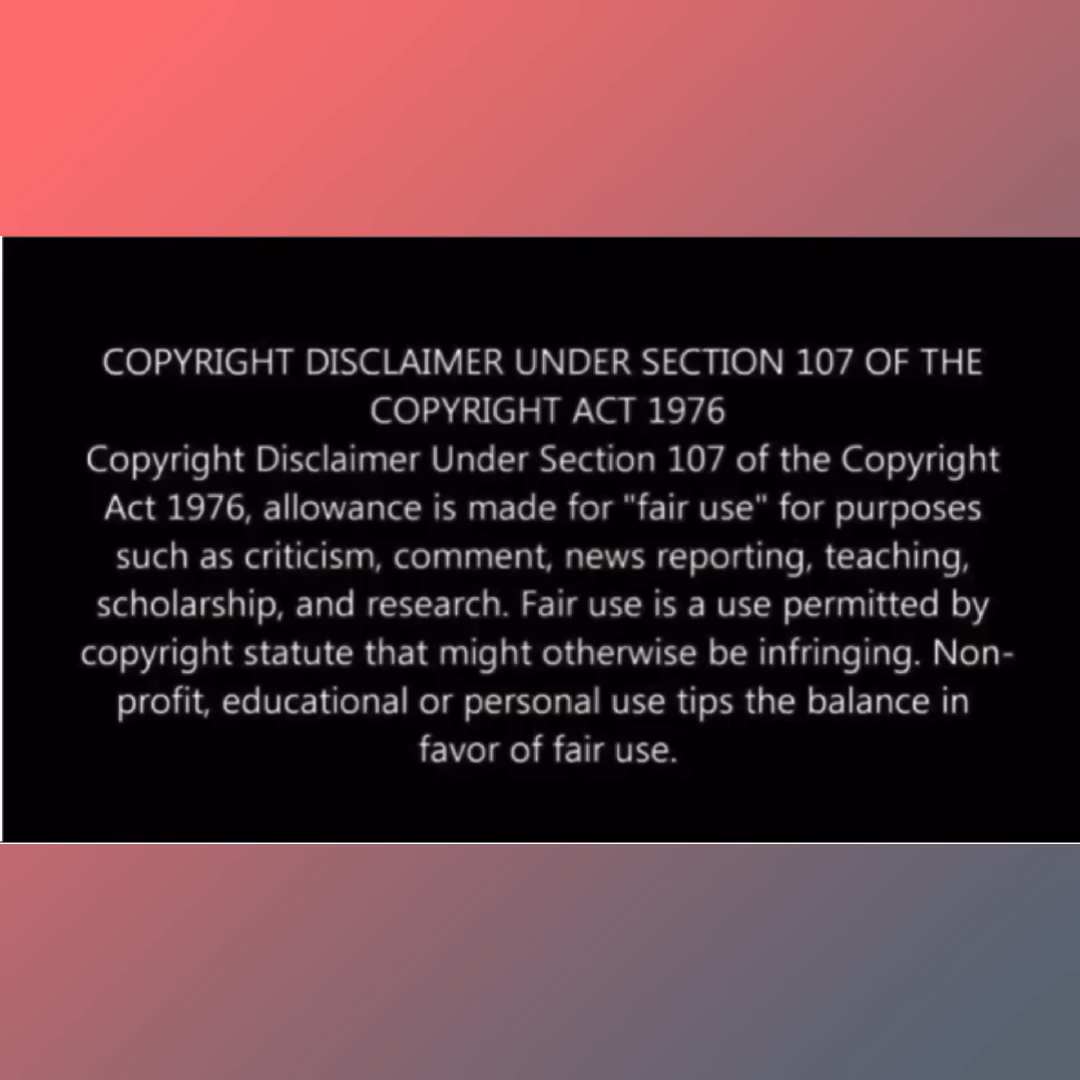 COPYRIGHT DISCLAIMER UNDER SECTION 107 OF THE
COPYRIGHT ACT 1976
Copyright Disclaimer Under Section 107 of the Copyright
Act 1976, allowance is made for "fair use" for purposes
such as criticism, comment, news reporting, teaching,
scholarship, and research. Fair use is a use permitted by
copyright statute that might otherwise be infringing. Non-
profit, educational or personal use tips the balance in
favor of fair use.